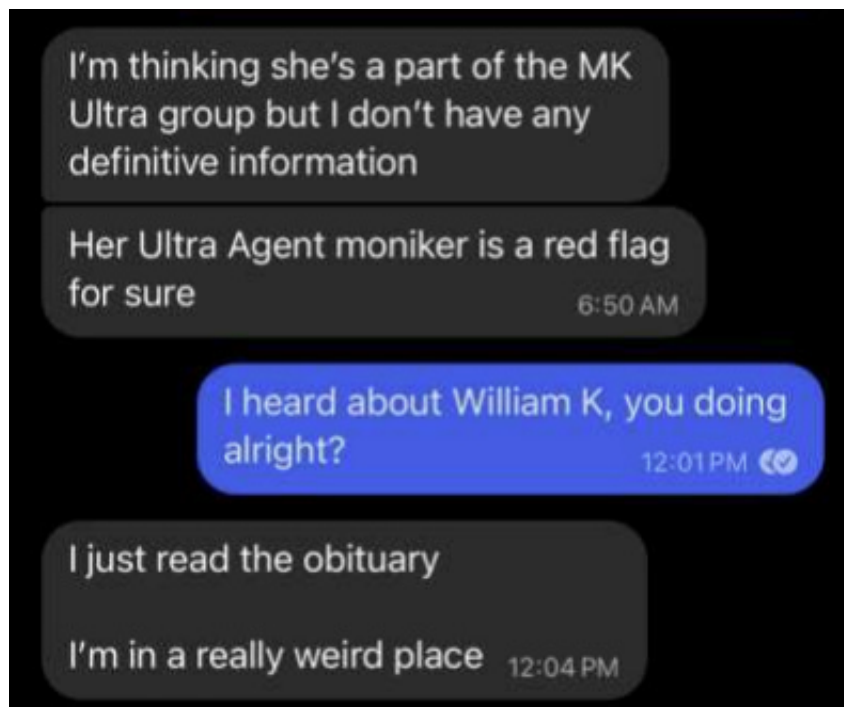 I'm thinking she's a part of the MK
Ultra group but I don't have any
definitive information
Her Ultra Agent moniker is a red flag
for sure
6:50 AM
I heard about William K, you doing
alright?
12:01 PM
I just read the obituary
I'm in a really weird place
12:04 PM